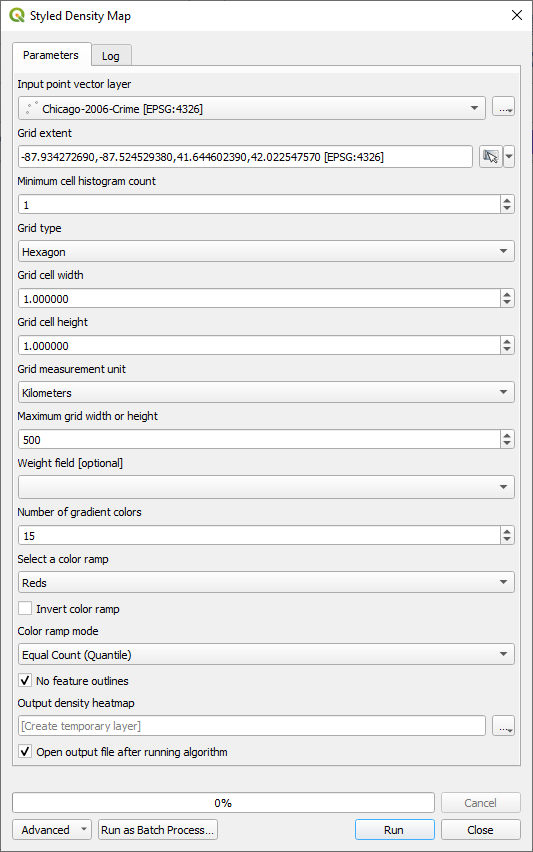 Styled Density Map
Parameters
Log
Input point vector layer
Chicago-2006-Crime [EPSG:4326]
...
Grid extent
-87.934272690,-87.524529380,41.644602390,42.022547570 [EPSG:4326]
Minimum cell histogram count
1
Grid type
Hexagon
Grid cell width
1.000000
Grid cell height
1.000000
Grid measurement unit
Kilometers
Maximum grid width or height
500
Weight field [optional]
Number of gradient colors
15
Select a color ramp
Reds
Invert color ramp
Color ramp mode
Equal Count (Quantile)
No feature outlines
Output density heatmap
[Create temporary layer]
...
Open output file after running algorithm
0%
Cancel
Advanced
Run as Batch Process...
Run
Close